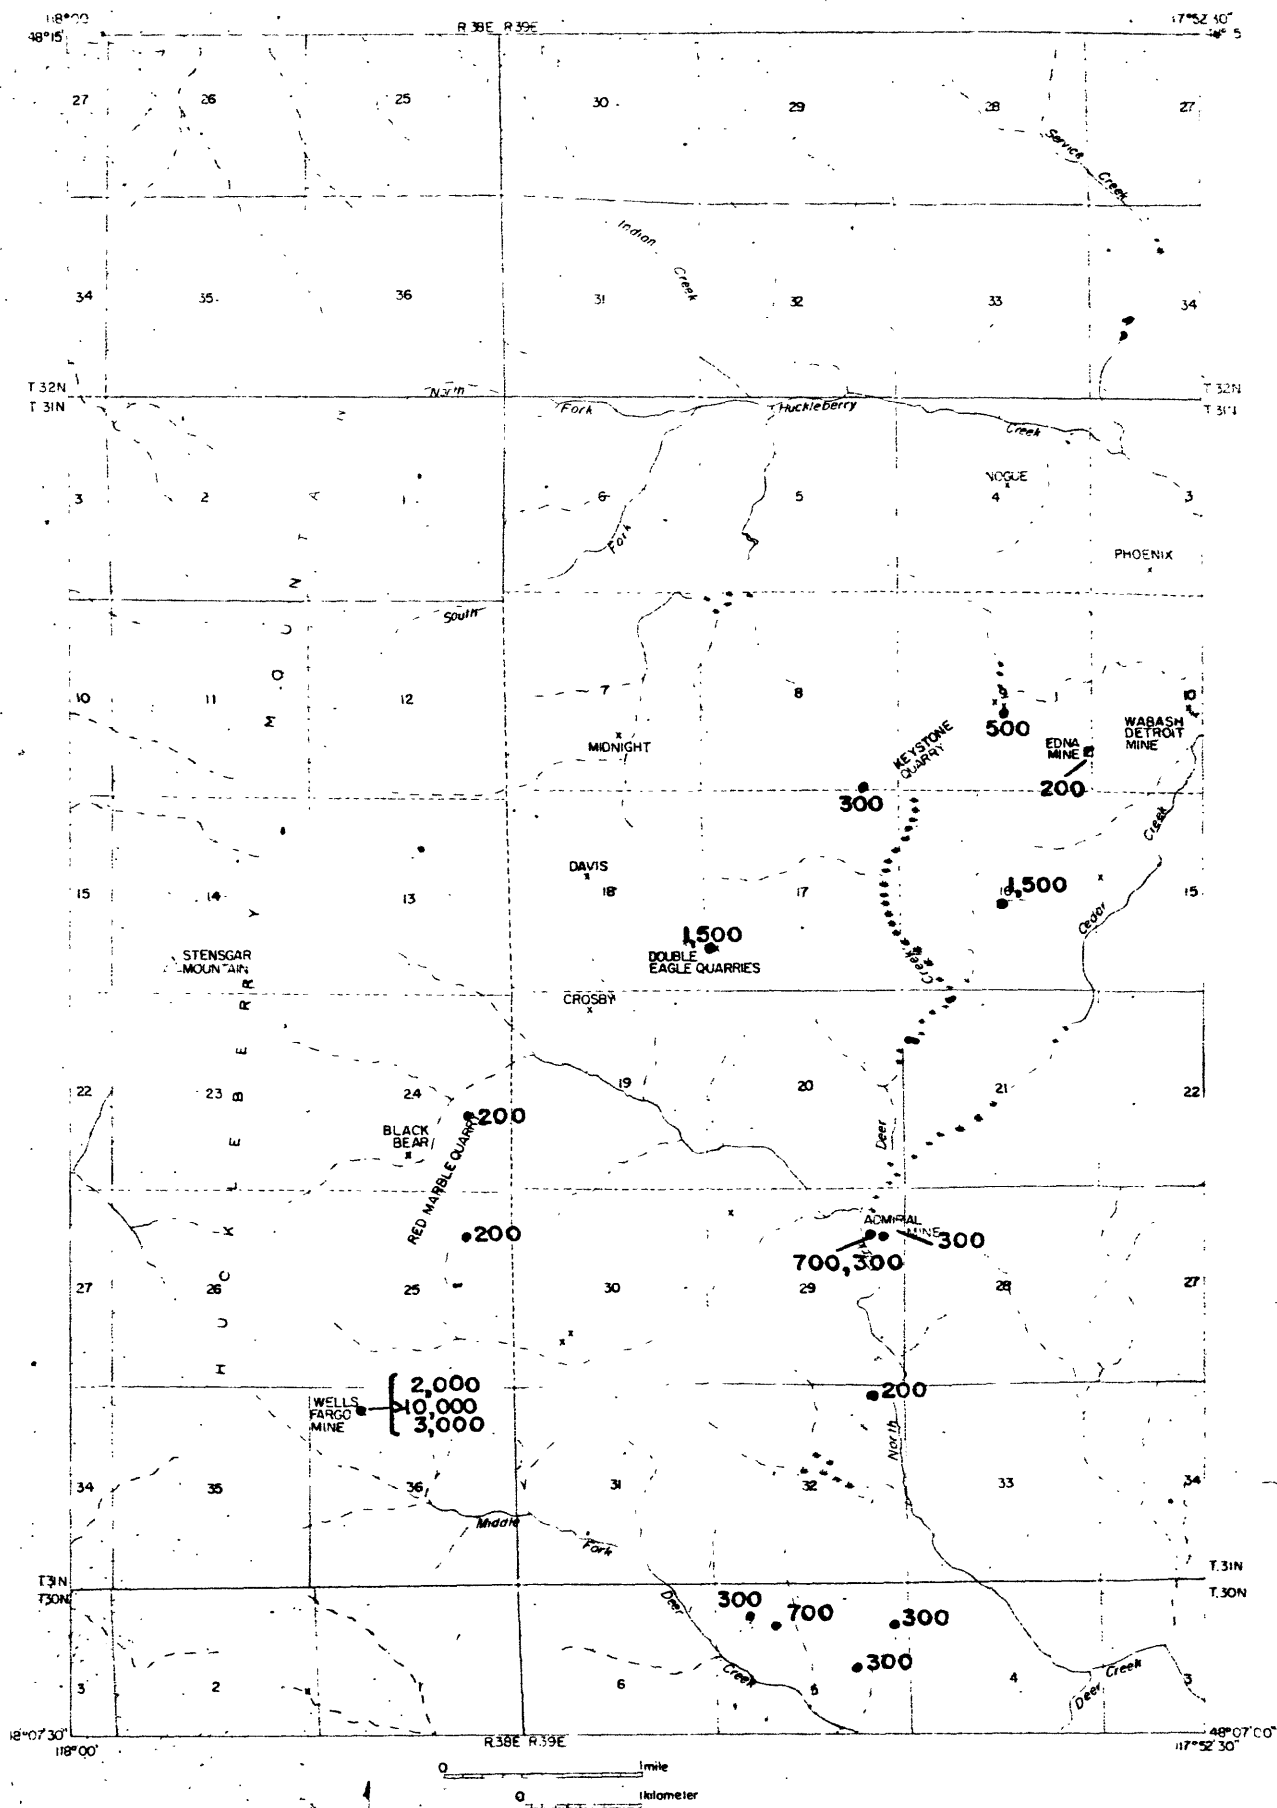 118°00'
R.38E. R.39E.
17°52'30"
48°15'
27 26 25 30 29 28 27
Service
Creek
Indian
Creek
34 35 36 31 32 33 34
T 32N
T 31N
North
Fork
Huckleberry
Creek
T 32N
T 31N
NOGUE
3 2 1 6 5 4 3
Fork
PHOENIX
South
10 11 12 7 8
500
KEYSTONE
QUARRY
EDNA
MINE
WABASH
DETROIT
MINE
MIDNIGHT
200
300
Creek
DAVIS
15 14 13 18 17 16 15
1,500
Cedar
1,500
STENSGAR
MOUNTAIN
DOUBLE
EAGLE QUARRIES
Creek
CROSBY
22 23 24 19 20 21 22
200
BLACK
BEAR
Deer
RED MARBLE QUARRY
200
ADMIRAL
MINE
300
700,300
27 26 25 30 29 28 27
HUCKLEBERRY MOUNTA
2,000
10,000
3,000
WELLS
FARGO
MINE
200
North
34 35 36 31 32 33 34
Middle
Fork
T.31N
T.30N
T.31N
T.30N
300
700
300
Deer
300
Creek
3 2 6 5 4 3
Deer Creek
48°07'00"
117°52'30"
118°00'
R.38E. R.39E.
0 1 mile
0 1 kilometer